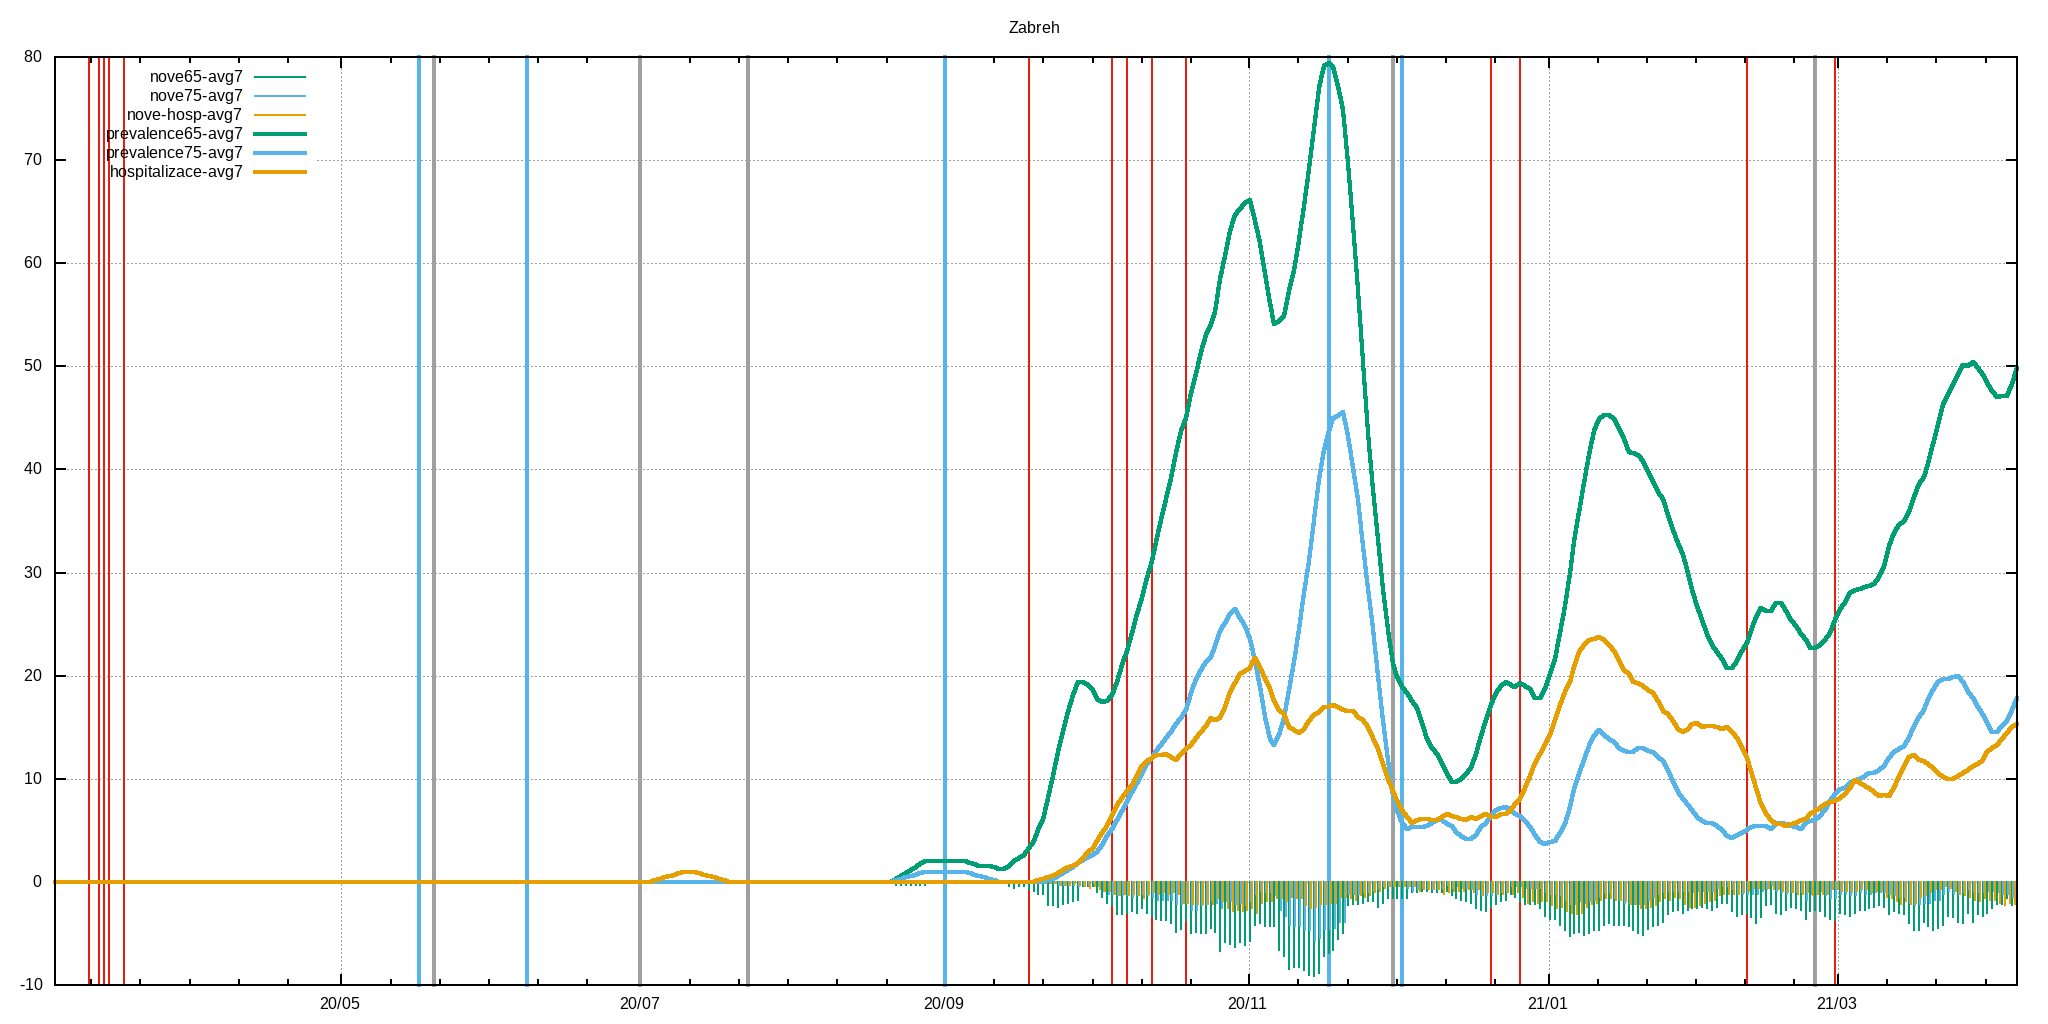 Zabreh
80
70
60
50
40
30
20
10
0
-10
nove65-avg7
nove75-avg7
nove-hosp-avg7
prevalence65-avg7
prevalence75-avg7
hospitalizace-avg7
20/05 20/07 20/09 20/11 21/01 21/03